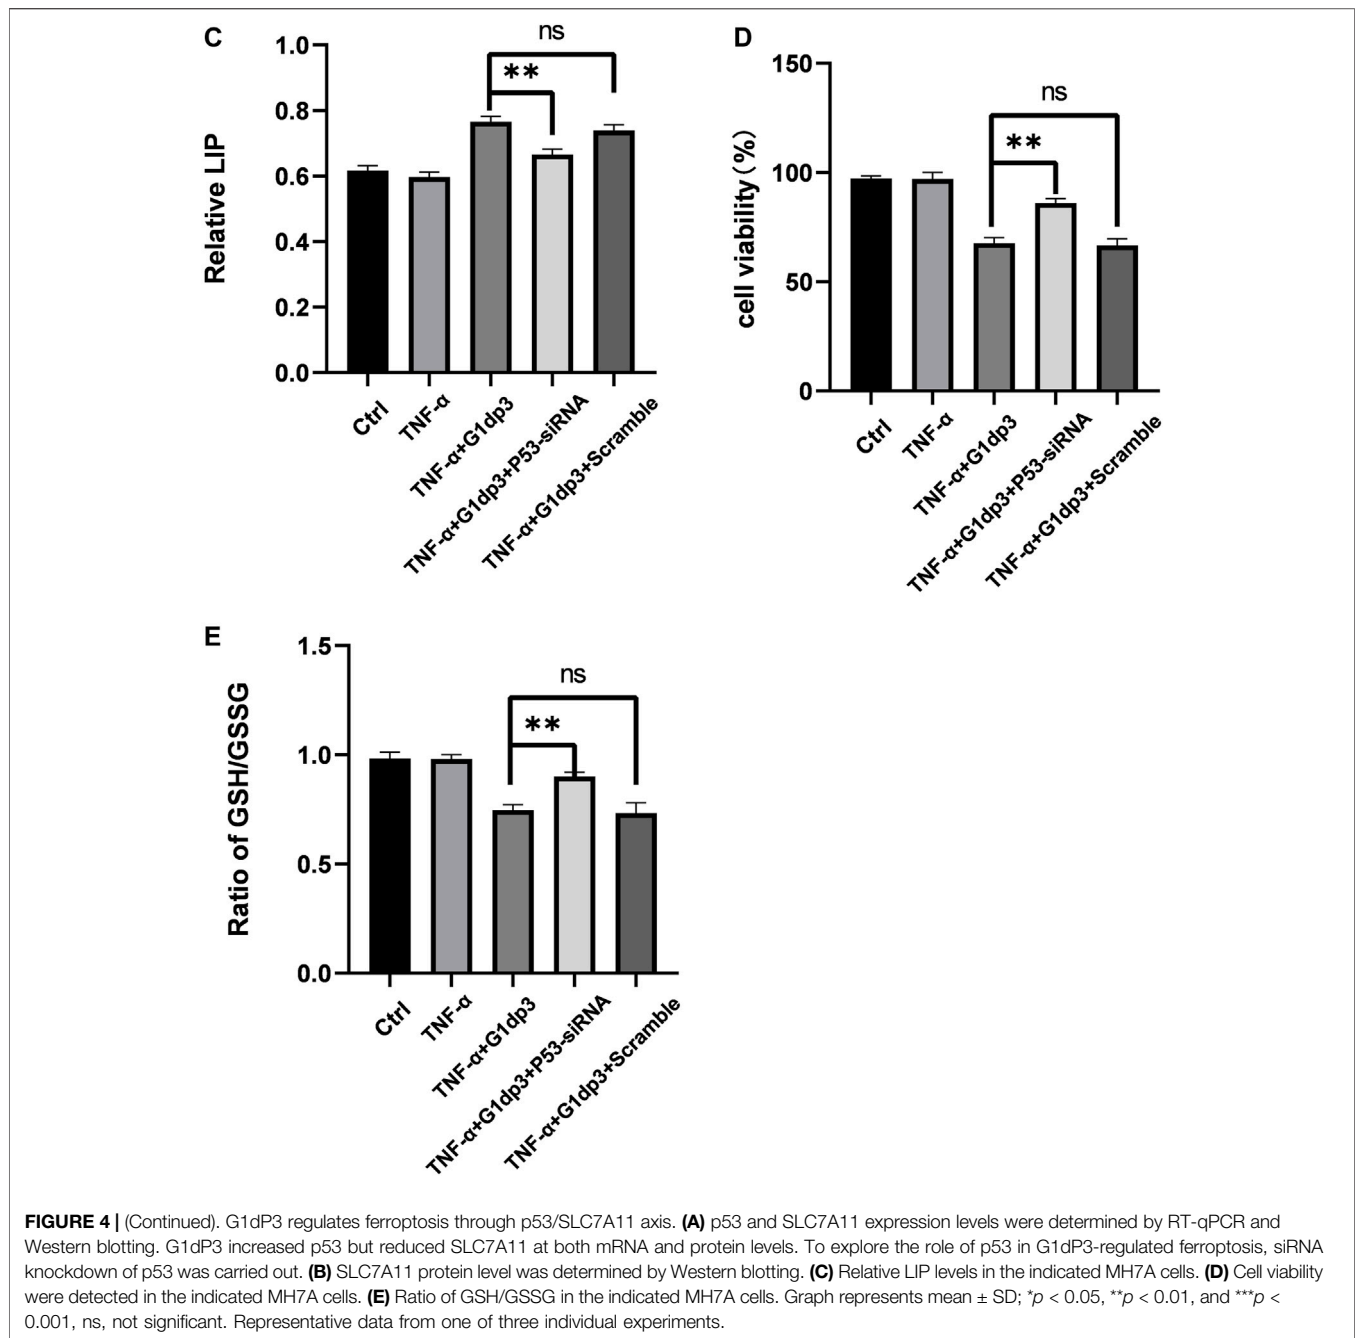 C
1.0
0.8
0.6
0.4
0.2
0.0
Relative LIP
ns
**
Ctrl
TNF-α
TNF-α+G1dp3
TNF-α+G1dp3+P53-siRNA
TNF-α+G1dp3+Scramble
D
150
100
50
0
cell viability(%)
ns
**
Ctrl
TNF-α
TNF-α+G1dp3
TNF-α+G1dp3+P53-siRNA
TNF-α+G1dp3+Scramble
E
1.5
1.0
0.5
0.0
Ratio of GSH/GSSG
ns
**
Ctrl
TNF-α
TNF-α+G1dp3
TNF-α+G1dp3+P53-siRNA
TNF-α+G1dp3+Scramble
FIGURE 4 | (Continued). G1dP3 regulates ferroptosis through p53/SLC7A11 axis. (A) p53 and SLC7A11 expression levels were determined by RT-qPCR and
Western blotting. G1dP3 increased p53 but reduced SLC7A11 at both mRNA and protein levels. To explore the role of p53 in G1dP3-regulated ferroptosis, siRNA
knockdown of p53 was carried out. (B) SLC7A11 protein level was determined by Western blotting. (C) Relative LIP levels in the indicated MH7A cells. (D) Cell viability
were detected in the indicated MH7A cells. (E) Ratio of GSH/GSSG in the indicated MH7A cells. Graph represents mean ± SD; *p < 0.05, **p < 0.01, and ***p <
0.001, ns, not significant. Representative data from one of three individual experiments.